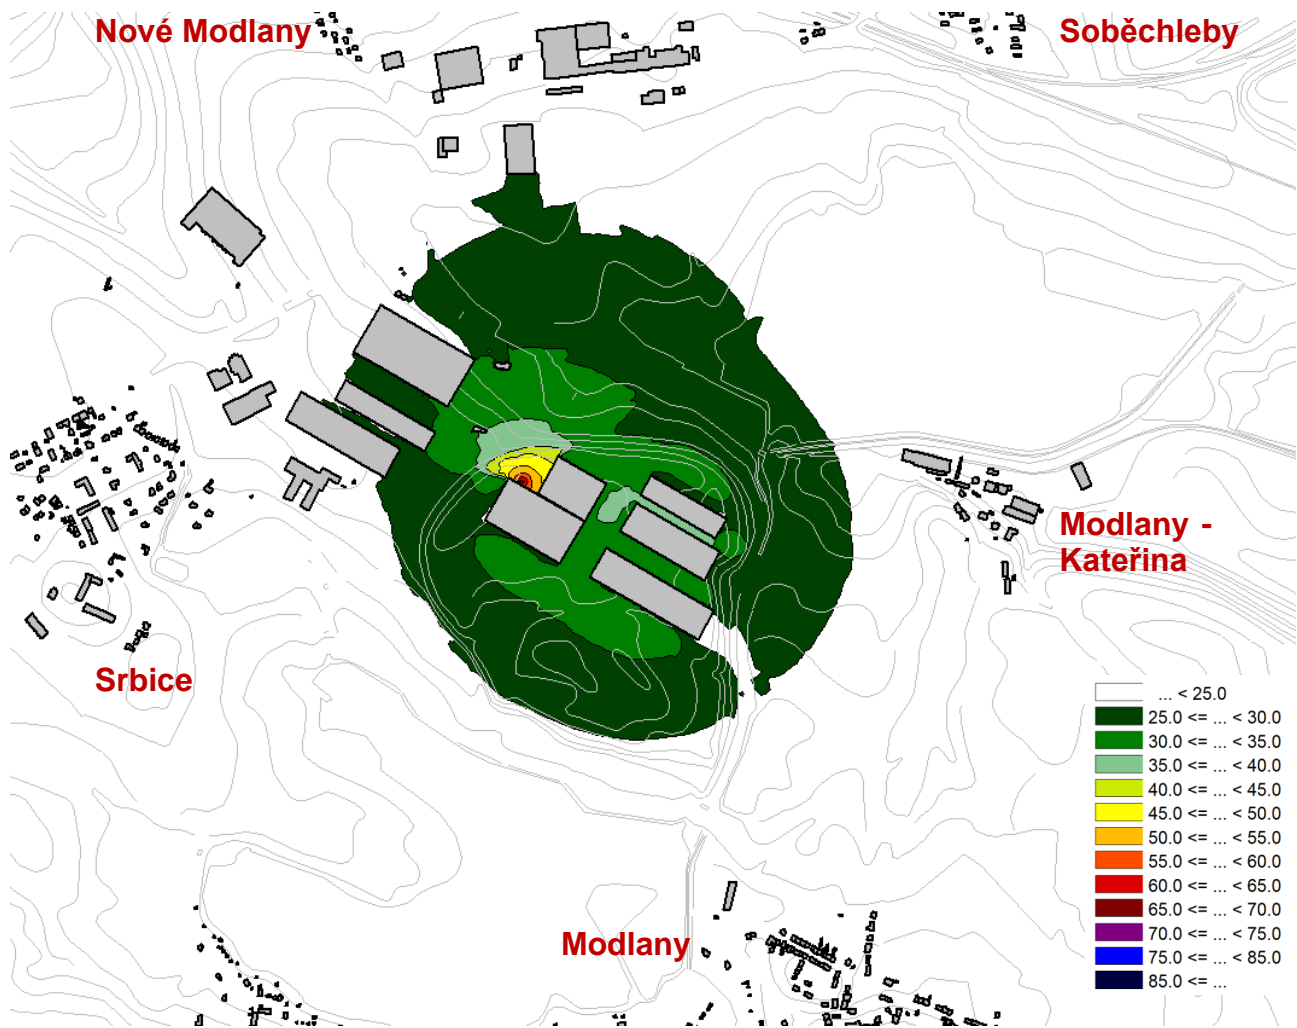 Nové Modlany
Soběchleby
Modlany -
Kateřina
Srbice
Modlany
... < 25.0
25.0 <= ... < 30.0
30.0 <= ... < 35.0
35.0 <= ... < 40.0
40.0 <= ... < 45.0
45.0 <= ... < 50.0
50.0 <= ... < 55.0
55.0 <= ... < 60.0
60.0 <= ... < 65.0
65.0 <= ... < 70.0
70.0 <= ... < 75.0
75.0 <= ... < 85.0
85.0 <= ...